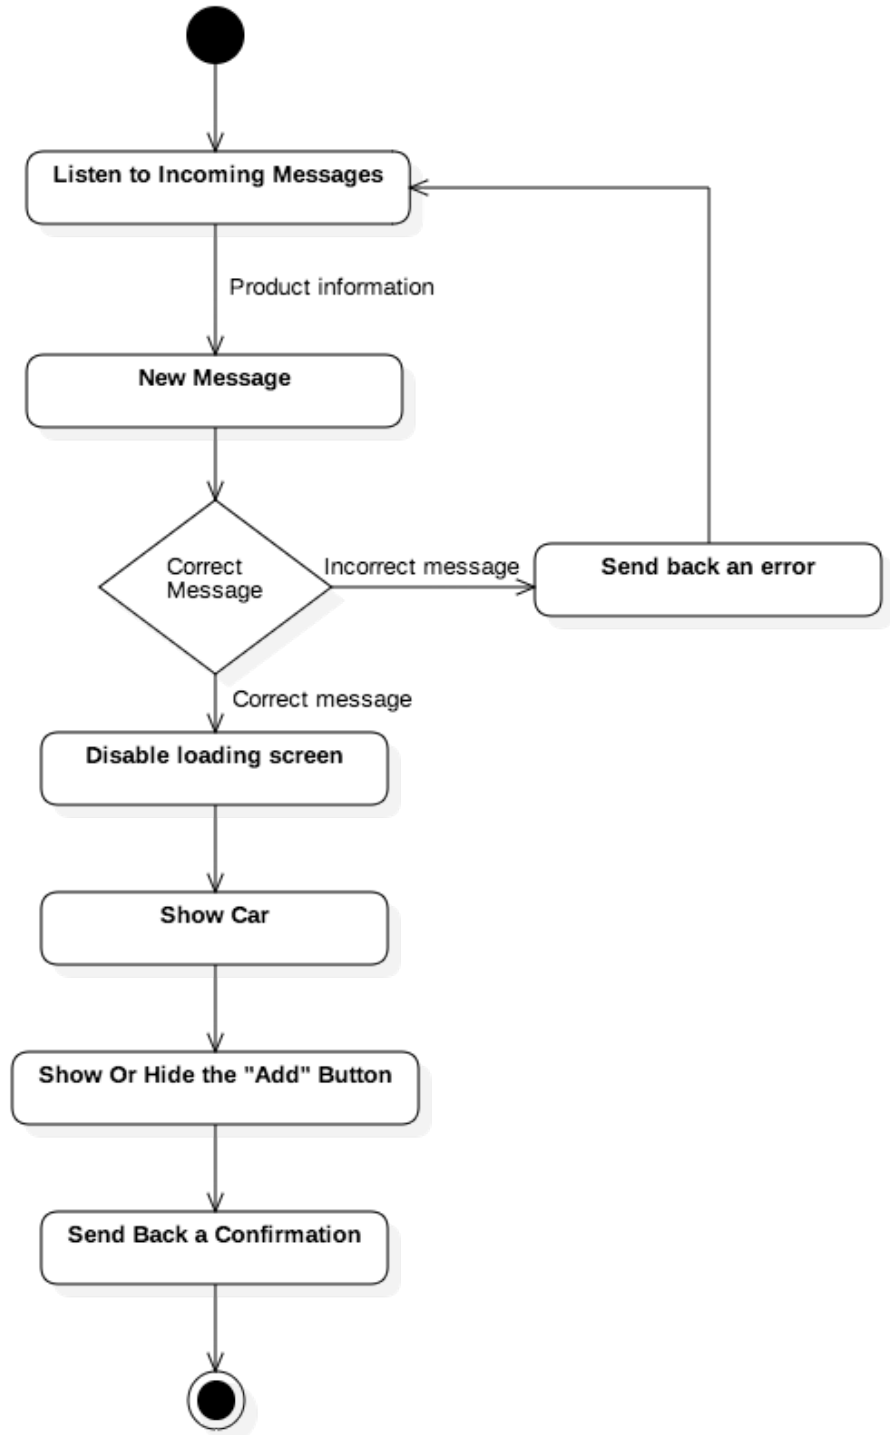 Listen to Incoming Messages
Product information
New Message
Correct
Message
Incorrect message
Send back an error
Correct message
Disable loading screen
Show Car
Show Or Hide the "Add" Button
Send Back a Confirmation